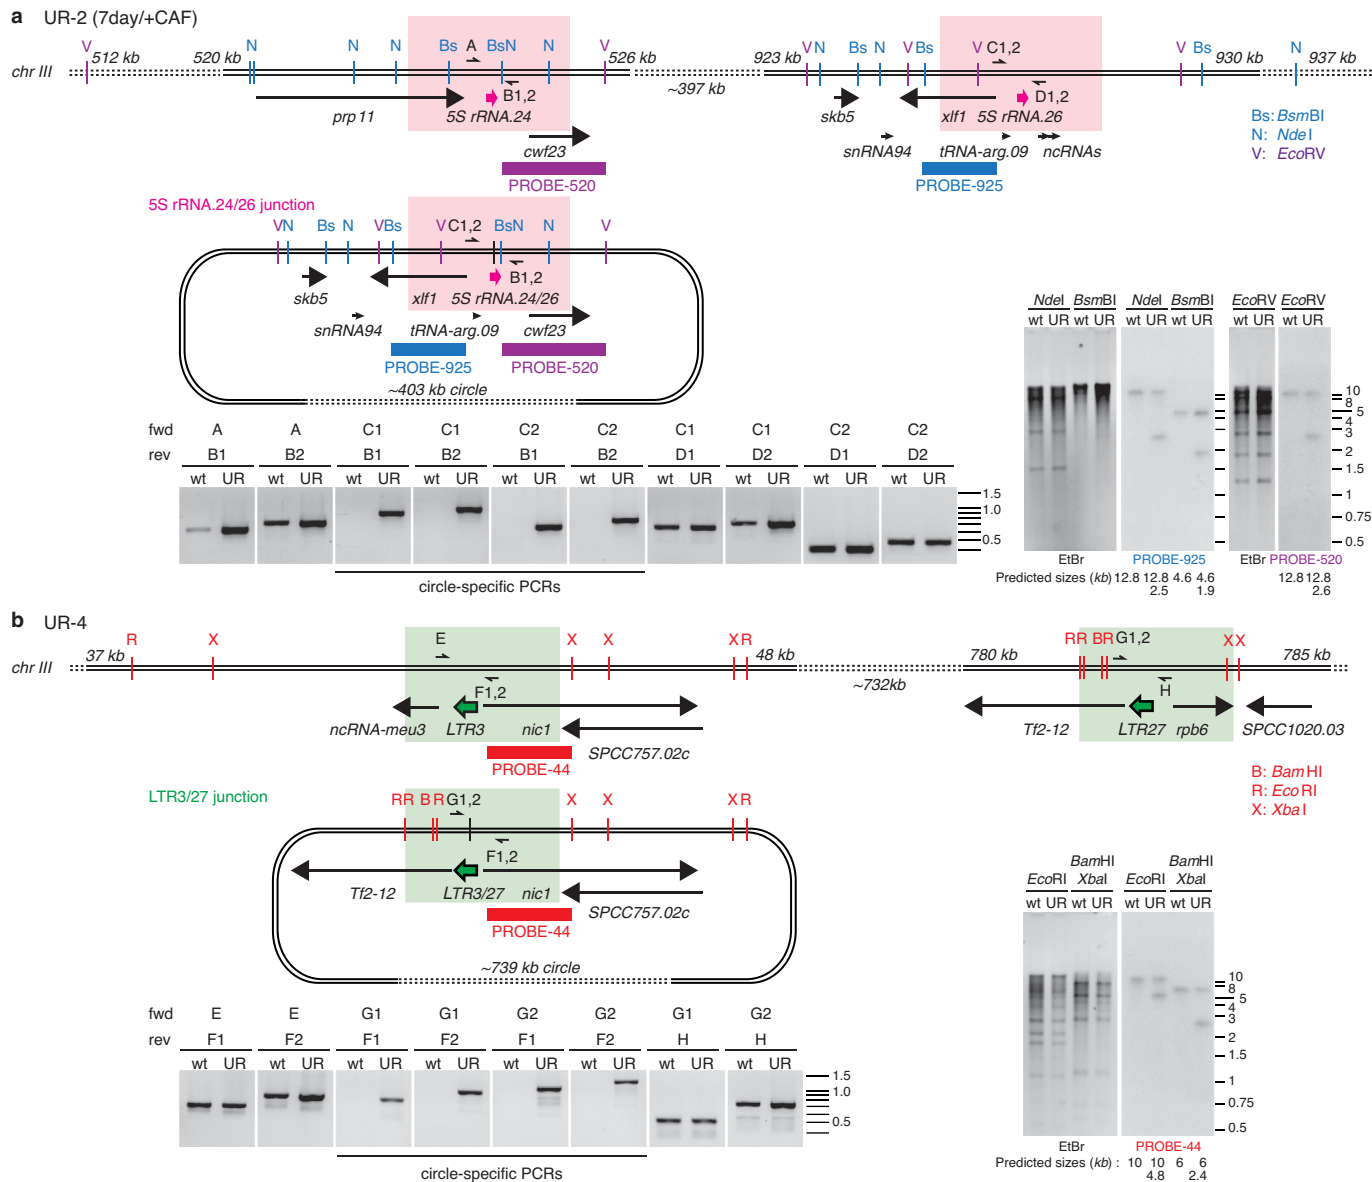 a UR-2 (7day/+CAF)
V 512 kb 520 kb N N N Bs A BsN N V 526 kb 923 kb V N Bs N V Bs V C1,2 V Bs 930 kb N 937 kb
chr III
~397 kb
prp11 5S rRNA.24 B1,2 skb5 xlf1 5S rRNA.26 D1,2
cwf23 snRNA94 tRNA-arg.09 ncRNAs
PROBE-520 PROBE-925
Bs: BsmBI
N: NdeI
V: EcoRV
5S rRNA.24/26 junction
V N Bs N V Bs V C1,2 BsN N V
B1,2
skb5 xlf1 5S rRNA.24/26
snRNA94 tRNA-arg.09 cwf23
PROBE-925 PROBE-520
~403 kb circle
fwd A A C1 C1 C2 C2 C1 C1 C2 C2
rev B1 B2 B1 B2 B1 B2 D1 D2 D1 D2
wt UR wt UR wt UR wt UR wt UR wt UR wt UR wt UR wt UR wt UR
1.5
1.0
0.5
circle-specific PCRs
NdeI BsmBI NdeI BsmBI EcoRV EcoRV
wt UR wt UR wt UR wt UR wt UR wt UR
10
8
5
4
3
2
1.5
1
0.75
0.5
EtBr PROBE-925 EtBr PROBE-520
Predicted sizes (kb) 12.8 12.8 4.6 4.6 12.8 12.8
2.5 1.9 2.6
b UR-4
R X E X X X R RR BR G1,2 X X
37 kb 48 kb 780 kb 785 kb
chr III
~732kb
F1,2 H
ncRNA-meu3 LTR3 nic1 Tf2-12 LTR27 rpb6 SPCC1020.03
SPCC757.02c
PROBE-44
B: BamHI
R: EcoRI
X: XbaI
LTR3/27 junction
RR B R G1,2 X X X R
F1,2
Tf2-12 LTR3/27 nic1 SPCC757.02c
PROBE-44
~739 kb circle
fwd E E G1 G1 G2 G2 G1 G2
rev F1 F2 F1 F2 F1 F2 H H
wt UR wt UR wt UR wt UR wt UR wt UR wt UR wt UR
1.5
1.0
0.5
circle-specific PCRs
BamHI BamHI
EcoRI XbaI EcoRI XbaI
wt UR wt UR wt UR wt UR
10
8
5
4
3
2
1.5
1
0.75
0.5
EtBr PROBE-44
Predicted sizes (kb) : 10 10 6 6
4.8 2.4